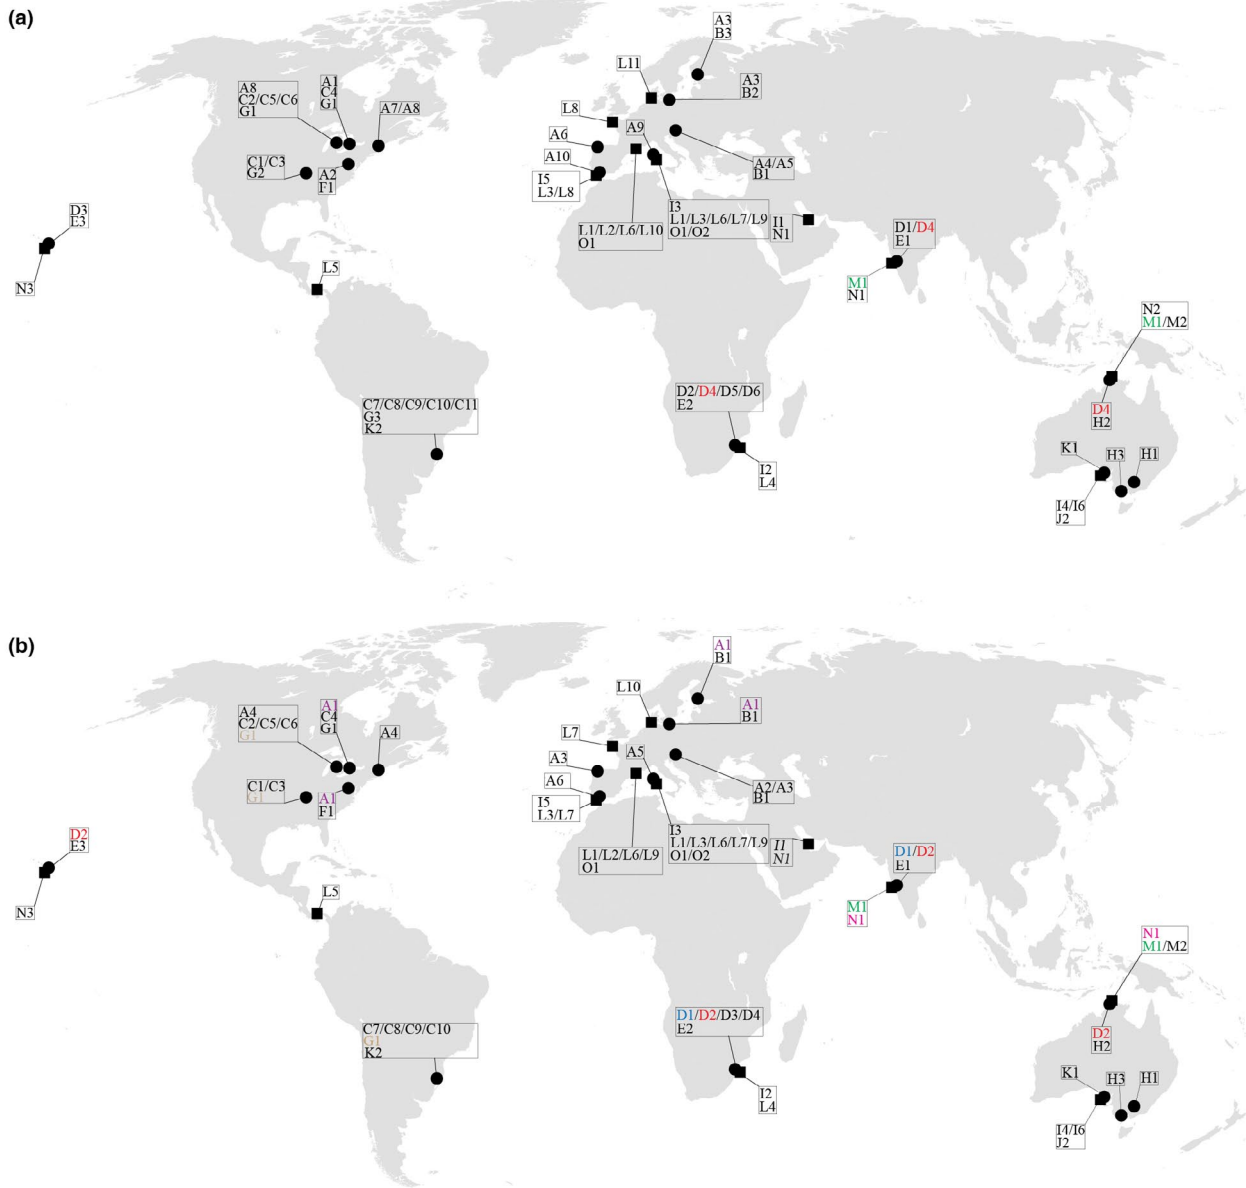 (a)
A3
B3
L11
A3
B2
A8
C2/C5/C6
G1
A1
C4
G1
A7/A8
L8
A9
A6
A10
A4/A5
B1
C1/C3
G2
A2
F1
I5
L3/L8
D3
E3
N3
L1/L2/L6/L10
O1
I3
L1/L3/L6/L7/L9
O1/O2
I1
N1
D1/D4
E1
M1
N1
L5
N2
M1/M2
D2/D4/D5/D6
E2
C7/C8/C9/C10/C11
G3
K2
D4
H2
K1
H3
H1
I2
L4
I4/I6
J2
(b)
A1
B1
L10
A1
B1
A4
C2/C5/C6
G1
A1
C4
G1
A4
L7
A5
A3
A6
A2/A3
B1
C1/C3
G1
A1
F1
I5
L3/L7
D2
E3
N3
L1/L2/L6/L9
O1
I3
L1/L3/L6/L7/L9
O1/O2
I1
N1
D1/D2
E1
M1
N1
L5
N1
M1/M2
D1/D2/D3/D4
E2
C7/C8/C9/C10
G1
K2
D2
H2
K1
H3
H1
I2
L4
I4/I6
J2